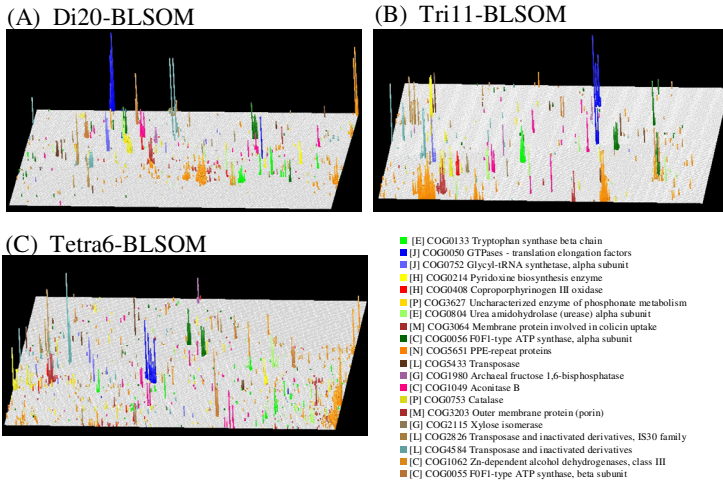 (A) Di20-BLSOM
(B) Tri11-BLSOM
(C) Tetra6-BLSOM
[E] COG0133 Tryptophan synthase beta chain
[J] COG0050 GTPases - translation elongation factors
[J] COG0752 Glycyl-tRNA synthetase, alpha subunit
[H] COG0214 Pyridoxine biosynthesis enzyme
[H] COG0408 Coproporphyrinogen III oxidase
[P] COG3627 Uncharacterized enzyme of phosphonate metabolism
[E] COG0804 Urea amidohydrolase (urease) alpha subunit
[M] COG3064 Membrane protein involved in colicin uptake
[C] COG0056 F0F1-type ATP synthase, alpha subunit
[N] COG5651 PPE-repeat proteins
[L] COG5433 Transposase
[G] COG1980 Archaeal fructose 1,6-bisphosphatase
[C] COG1049 Aconitase B
[P] COG0753 Catalase
[M] COG3203 Outer membrane protein (porin)
[G] COG2115 Xylose isomerase
[L] COG2826 Transposase and inactivated derivatives, IS30 family
[L] COG4584 Transposase and inactivated derivatives
[C] COG1062 Zn-dependent alcohol dehydrogenases, class III
[C] COG0055 F0F1-type ATP synthase, beta subunit